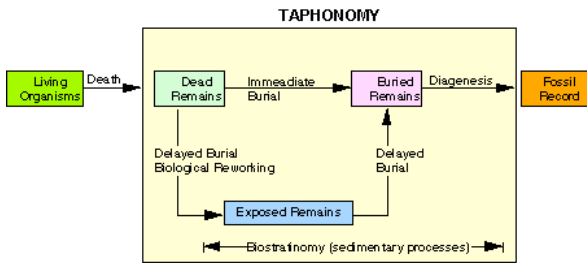 TAPHONOMY
Living
Organisms
Death
Dead
Remains
Immeadiate
Burial
Buried
Remains
Diagenesis
Fossil
Record
Delayed Burial
Biological Reworking
Delayed
Burial
Exposed Remains
Biostratinomy (sedimentary processes)